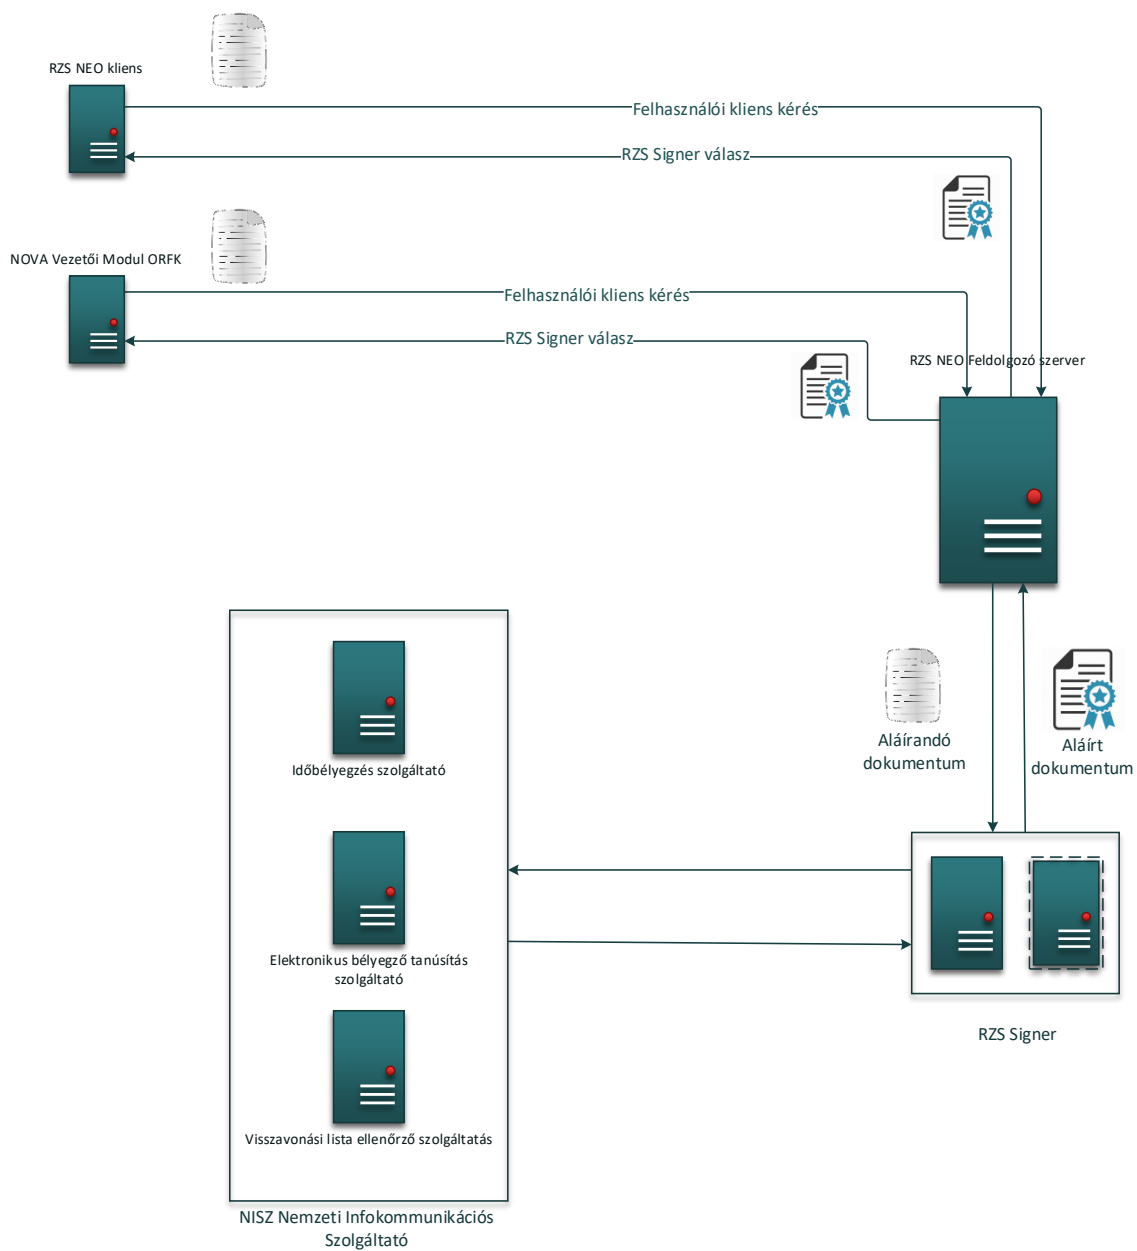 RZS NEO kliens
Felhasználói kliens kérés
RZS Signer válasz
NOVA Vezetői Modul ORFK
Felhasználói kliens kérés
RZS Signer válasz
RZS NEO Feldolgozó szerver
Aláírandó
dokumentum
Aláírt
dokumentum
Időbélyegzés szolgáltató
Elektronikus bélyegző tanúsítás
szolgáltató
RZS Signer
Visszavonási lista ellenőrző szolgáltatás
NISZ Nemzeti Infokommunikációs
Szolgáltató